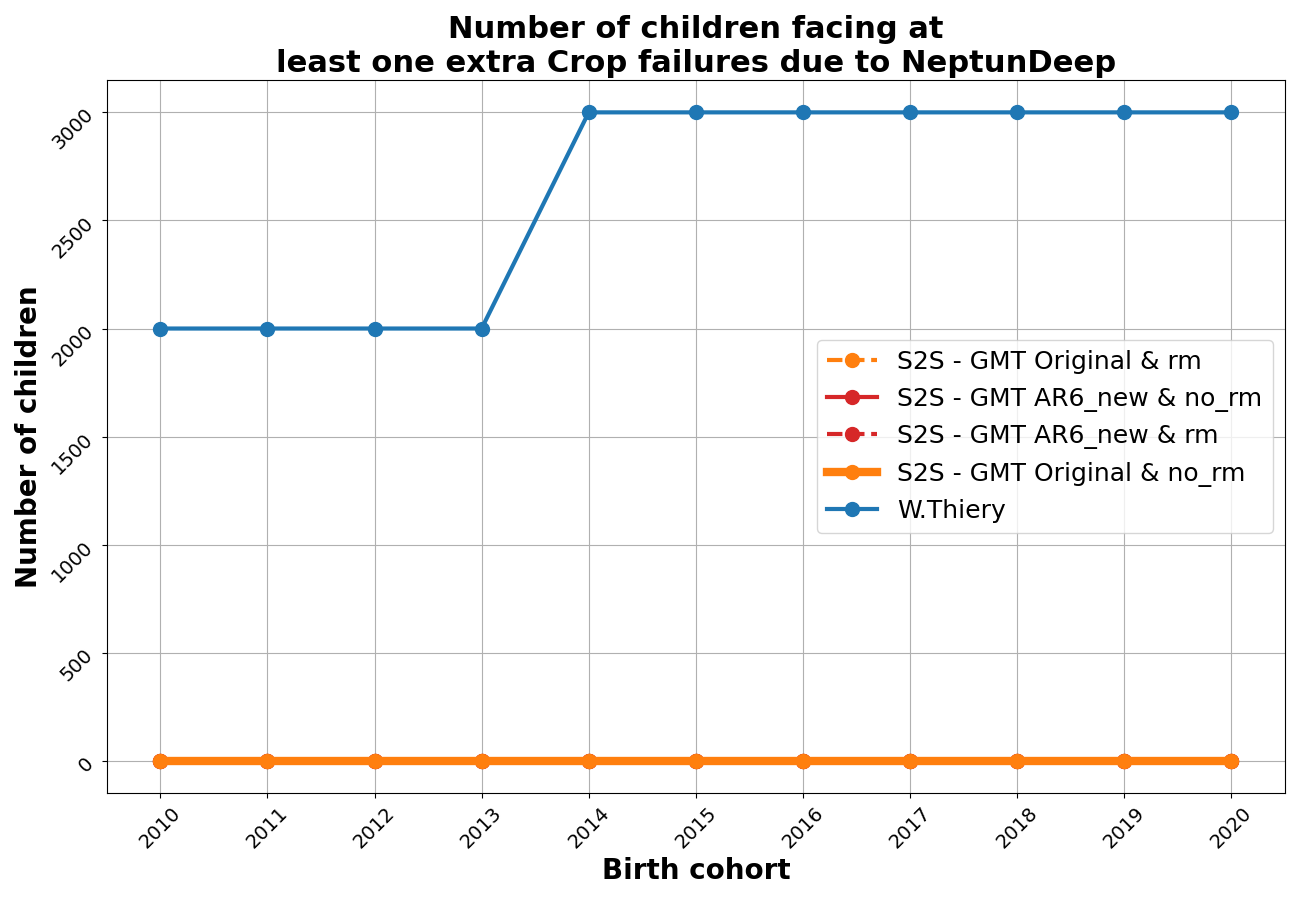 Number of children facing at
least one extra Crop failures due to NeptunDeep
Number of children
3000
2500
2000
1500
1000
500
0
S2S - GMT Original & rm
S2S - GMT AR6_new & no_rm
S2S - GMT AR6_new & rm
S2S - GMT Original & no_rm
W.Thiery
2010
2011
2012
2013
2014
2015
2016
2017
2018
2019
2020
Birth cohort